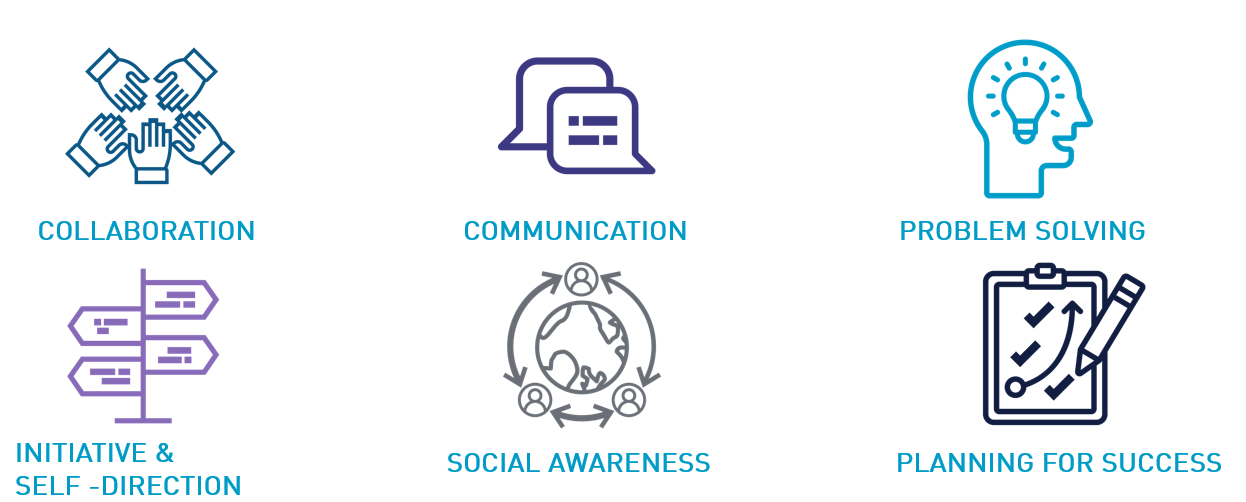 COLLABORATION
COMMUNICATION
PROBLEM SOLVING
INITIATIVE &
SELF -DIRECTION
SOCIAL AWARENESS
PLANNING FOR SUCCESS